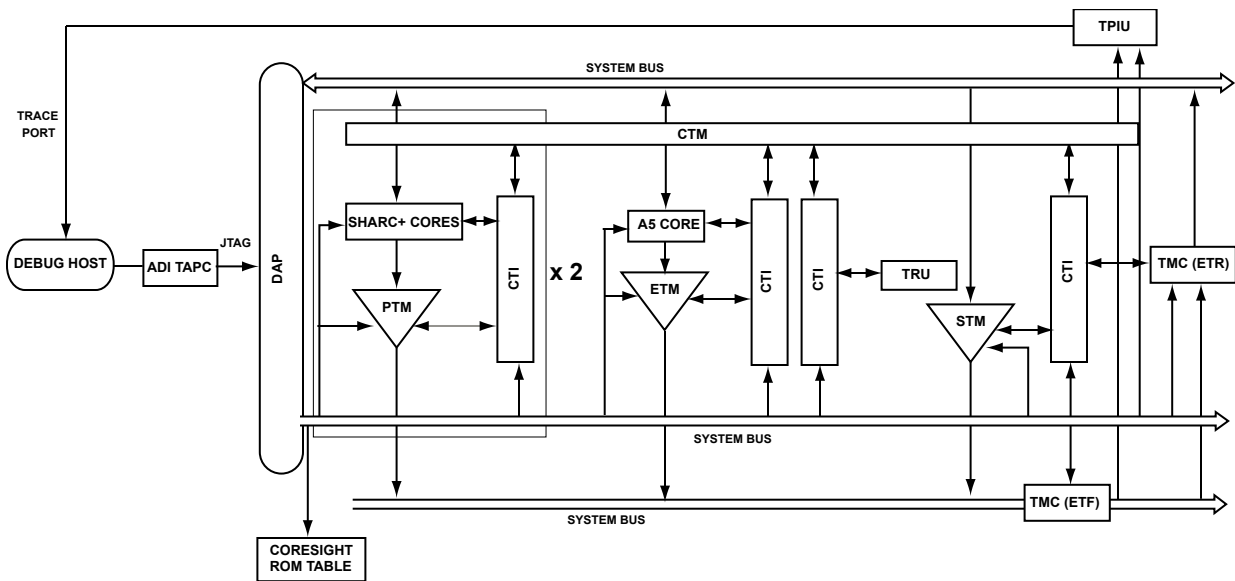 TPIU
SYSTEM BUS
TRACE
PORT
CTM
SHARC+ CORES
CTI
A5 CORE
CTI
CTI
CTI
JTAG
DEBUG HOST
ADI TAPC
DAP
x 2
TRU
TMC (ETR)
PTM
ETM
STM
SYSTEM BUS
SYSTEM BUS
TMC (ETF)
CORESIGHT
ROM TABLE